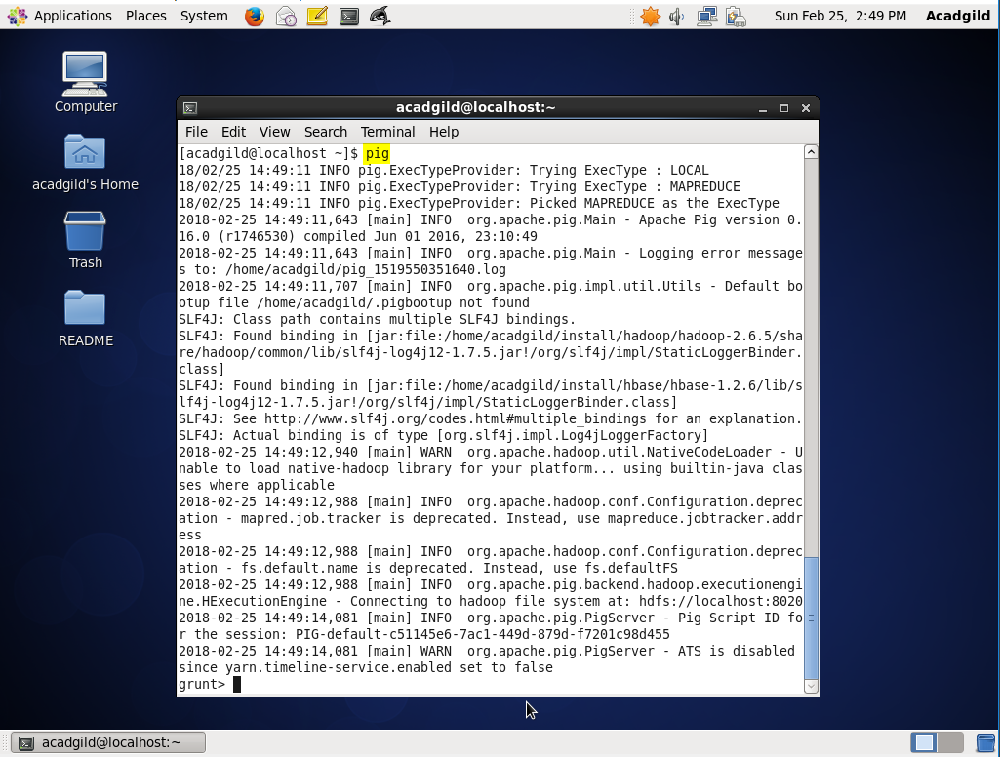 Applications Places System Sun Feb 25, 2:49 PM Acadgild
Computer
acadgild's Home
Trash
README
acadgild@localhost:~
File Edit View Search Terminal Help
[acadgild@localhost ~]$ pig
18/02/25 14:49:11 INFO pig.ExecTypeProvider: Trying ExecType : LOCAL
18/02/25 14:49:11 INFO pig.ExecTypeProvider: Trying ExecType : MAPREDUCE
18/02/25 14:49:11 INFO pig.ExecTypeProvider: Picked MAPREDUCE as the ExecType
2018-02-25 14:49:11,643 [main] INFO  org.apache.pig.Main - Apache Pig version 0.
16.0 (r1746530) compiled Jun 01 2016, 23:10:49
2018-02-25 14:49:11,643 [main] INFO  org.apache.pig.Main - Logging error message
s to: /home/acadgild/pig_1519550351640.log
2018-02-25 14:49:11,707 [main] INFO  org.apache.pig.impl.util.Utils - Default bo
otup file /home/acadgild/.pigbootup not found
SLF4J: Class path contains multiple SLF4J bindings.
SLF4J: Found binding in [jar:file:/home/acadgild/install/hadoop/hadoop-2.6.5/sha
re/hadoop/common/lib/slf4j-log4j12-1.7.5.jar!/org/slf4j/impl/StaticLoggerBinder.
class]
SLF4J: Found binding in [jar:file:/home/acadgild/install/hbase/hbase-1.2.6/lib/s
lf4j-log4j12-1.7.5.jar!/org/slf4j/impl/StaticLoggerBinder.class]
SLF4J: See http://www.slf4j.org/codes.html#multiple_bindings for an explanation.
SLF4J: Actual binding is of type [org.slf4j.impl.Log4jLoggerFactory]
2018-02-25 14:49:12,940 [main] WARN  org.apache.hadoop.util.NativeCodeLoader - U
nable to load native-hadoop library for your platform... using builtin-java clas
ses where applicable
2018-02-25 14:49:12,988 [main] INFO  org.apache.hadoop.conf.Configuration.deprec
ation - mapred.job.tracker is deprecated. Instead, use mapreduce.jobtracker.addr
ess
2018-02-25 14:49:12,988 [main] INFO  org.apache.hadoop.conf.Configuration.deprec
ation - fs.default.name is deprecated. Instead, use fs.defaultFS
2018-02-25 14:49:12,988 [main] INFO  org.apache.pig.backend.hadoop.executionengi
ne.HExecutionEngine - Connecting to hadoop file system at: hdfs://localhost:8020
2018-02-25 14:49:14,081 [main] INFO  org.apache.pig.PigServer - Pig Script ID fo
r the session: PIG-default-c51145e6-7ac1-449d-879d-f7201c98d455
2018-02-25 14:49:14,081 [main] WARN  org.apache.pig.PigServer - ATS is disabled
since yarn.timeline-service.enabled set to false
grunt>
acadgild@localhost:~